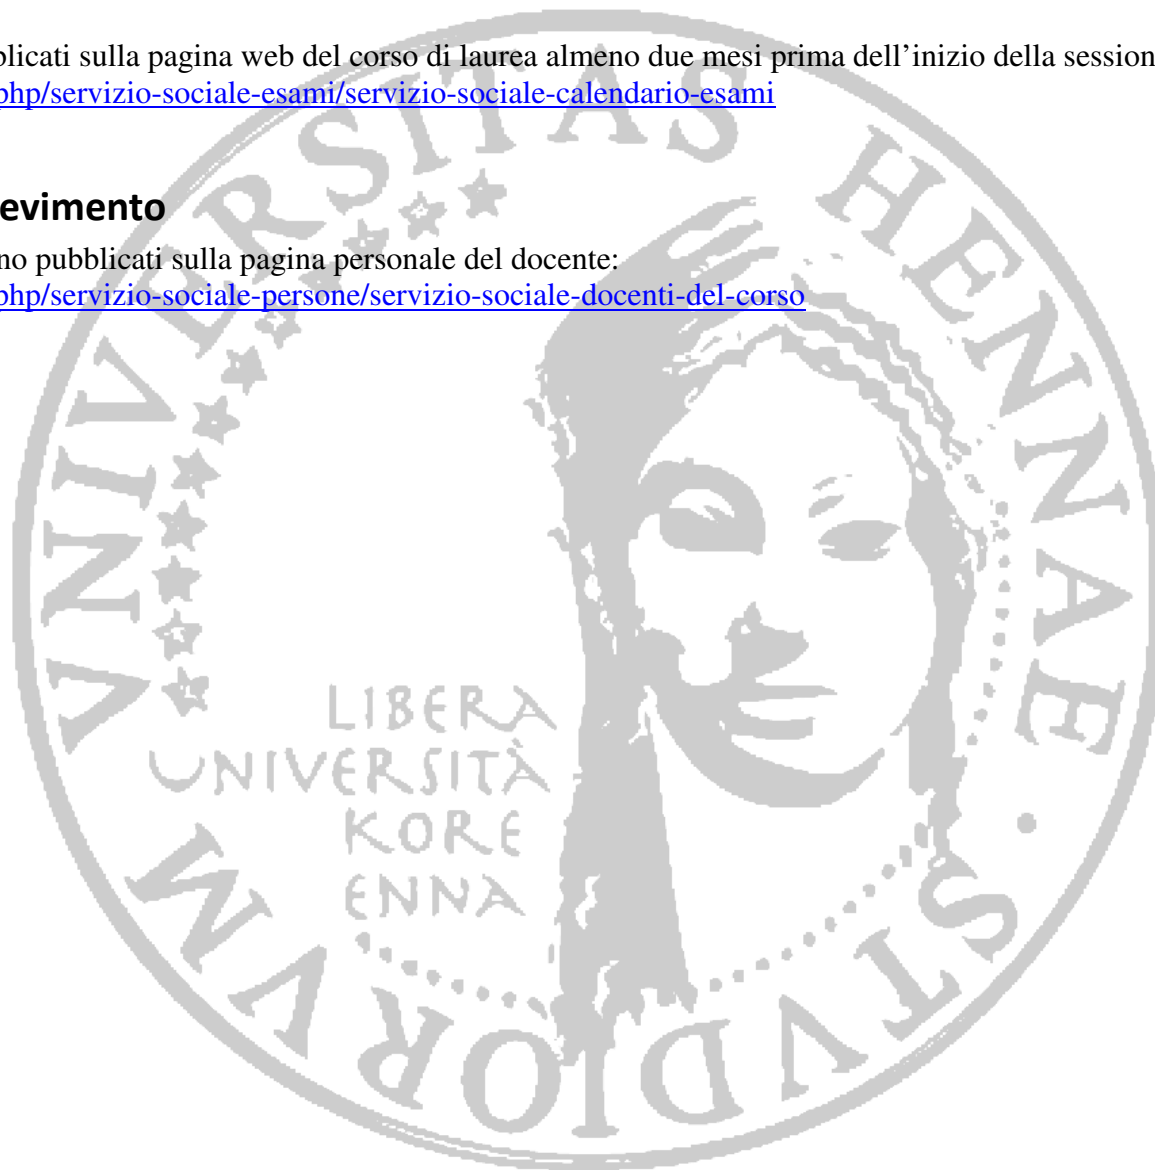 blicati sulla pagina web del corso di laurea almeno due mesi prima dell'inizio della session
php/servizio-sociale-esami/servizio-sociale-calendario-esami
evimento
no pubblicati sulla pagina personale del docente:
php/servizio-sociale-persone/servizio-sociale-docenti-del-corso
VNIVERSITAS HENNAE · STVDIORVM
LIBERA
UNIVERSITÀ
KORE
ENNA